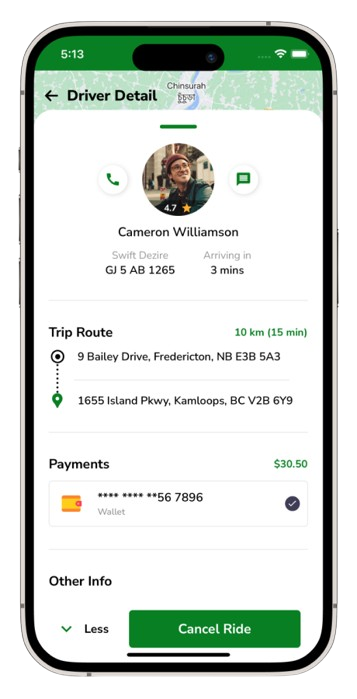 5:13
Chinsurah
চুঁচুড়া
Driver Detail
4.7
Cameron Williamson
Swift Dezire
Arriving in
GJ 5 AB 1265
3 mins
Trip Route
10 km (15 min)
9 Bailey Drive, Fredericton, NB E3B 5A3
1655 Island Pkwy, Kamloops, BC V2B 6Y9
Payments
$30.50
**** **** **56 7896
Wallet
Other Info
Less
Cancel Ride